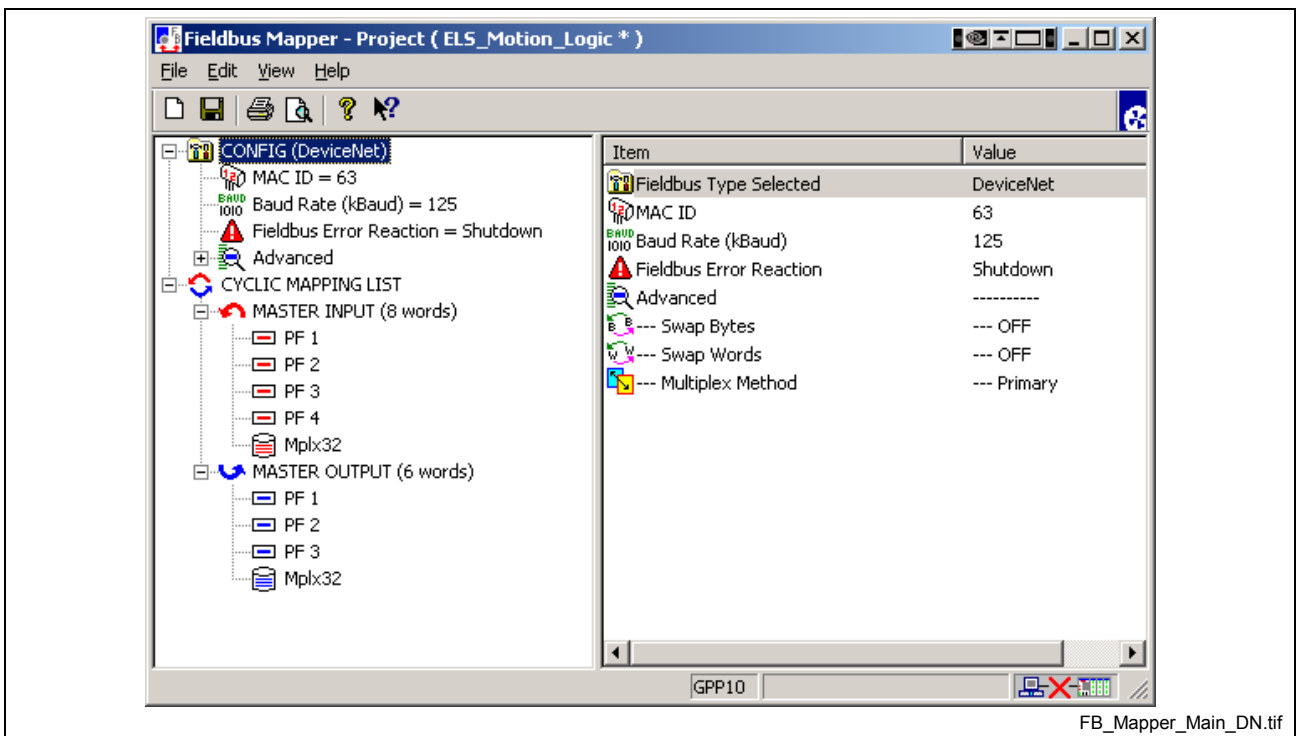 Fieldbus Mapper - Project ( ELS_Motion_Logic * )
File Edit View Help
CONFIG (DeviceNet)
MAC ID = 63
Baud Rate (kBaud) = 125
Fieldbus Error Reaction = Shutdown
Advanced
CYCLIC MAPPING LIST
MASTER INPUT (8 words)
PF 1
PF 2
PF 3
PF 4
Mplx32
MASTER OUTPUT (6 words)
PF 1
PF 2
PF 3
Mplx32
Item Value
Fieldbus Type Selected DeviceNet
MAC ID 63
BAUD 1010 Baud Rate (kBaud) 125
Fieldbus Error Reaction Shutdown
Advanced ----------
--- Swap Bytes --- OFF
--- Swap Words --- OFF
--- Multiplex Method --- Primary
GPP10
FB_Mapper_Main_DN.tif